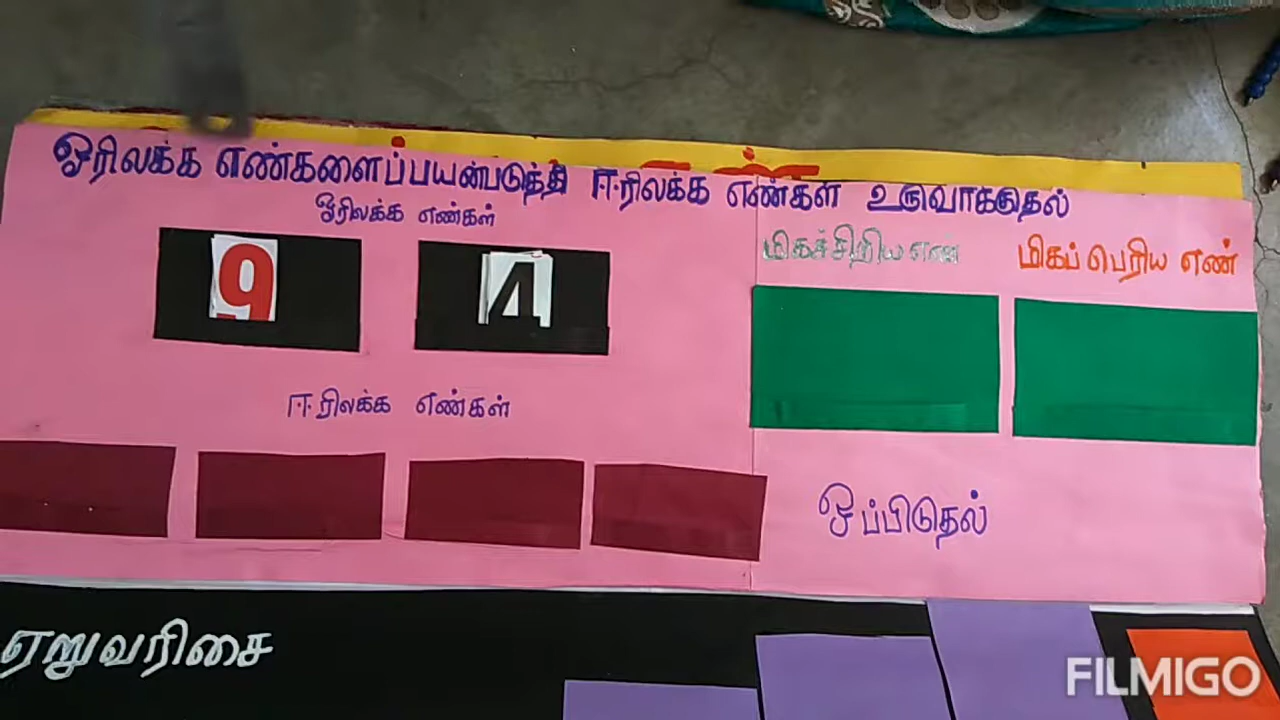 ஓரிலக்க எண்களைப்பயன்படுத்தி ஈரிலக்க எண்கள் உருவாக்குதல்
ஓரிலக்க எண்கள்
9 4
மிகச்சிறிய எண் மிகப் பெரிய எண்
ஈரிலக்க எண்கள்
ஒப்பிடுதல்
ஏறுவரிசை
FILMIGO